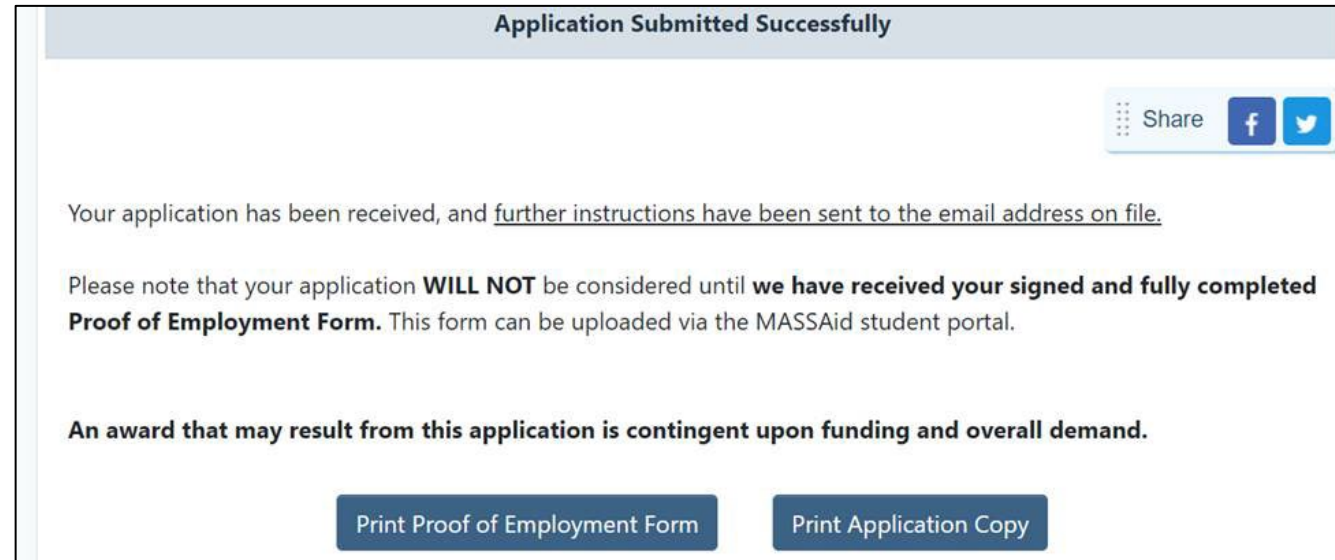 Application Submitted Successfully
Share
Your application has been received, and further instructions have been sent to the email address on file.
Please note that your application WILL NOT be considered until we have received your signed and fully completed
Proof of Employment Form. This form can be uploaded via the MASSAid student portal.
An award that may result from this application is contingent upon funding and overall demand.
Print Proof of Employment Form Print Application Copy